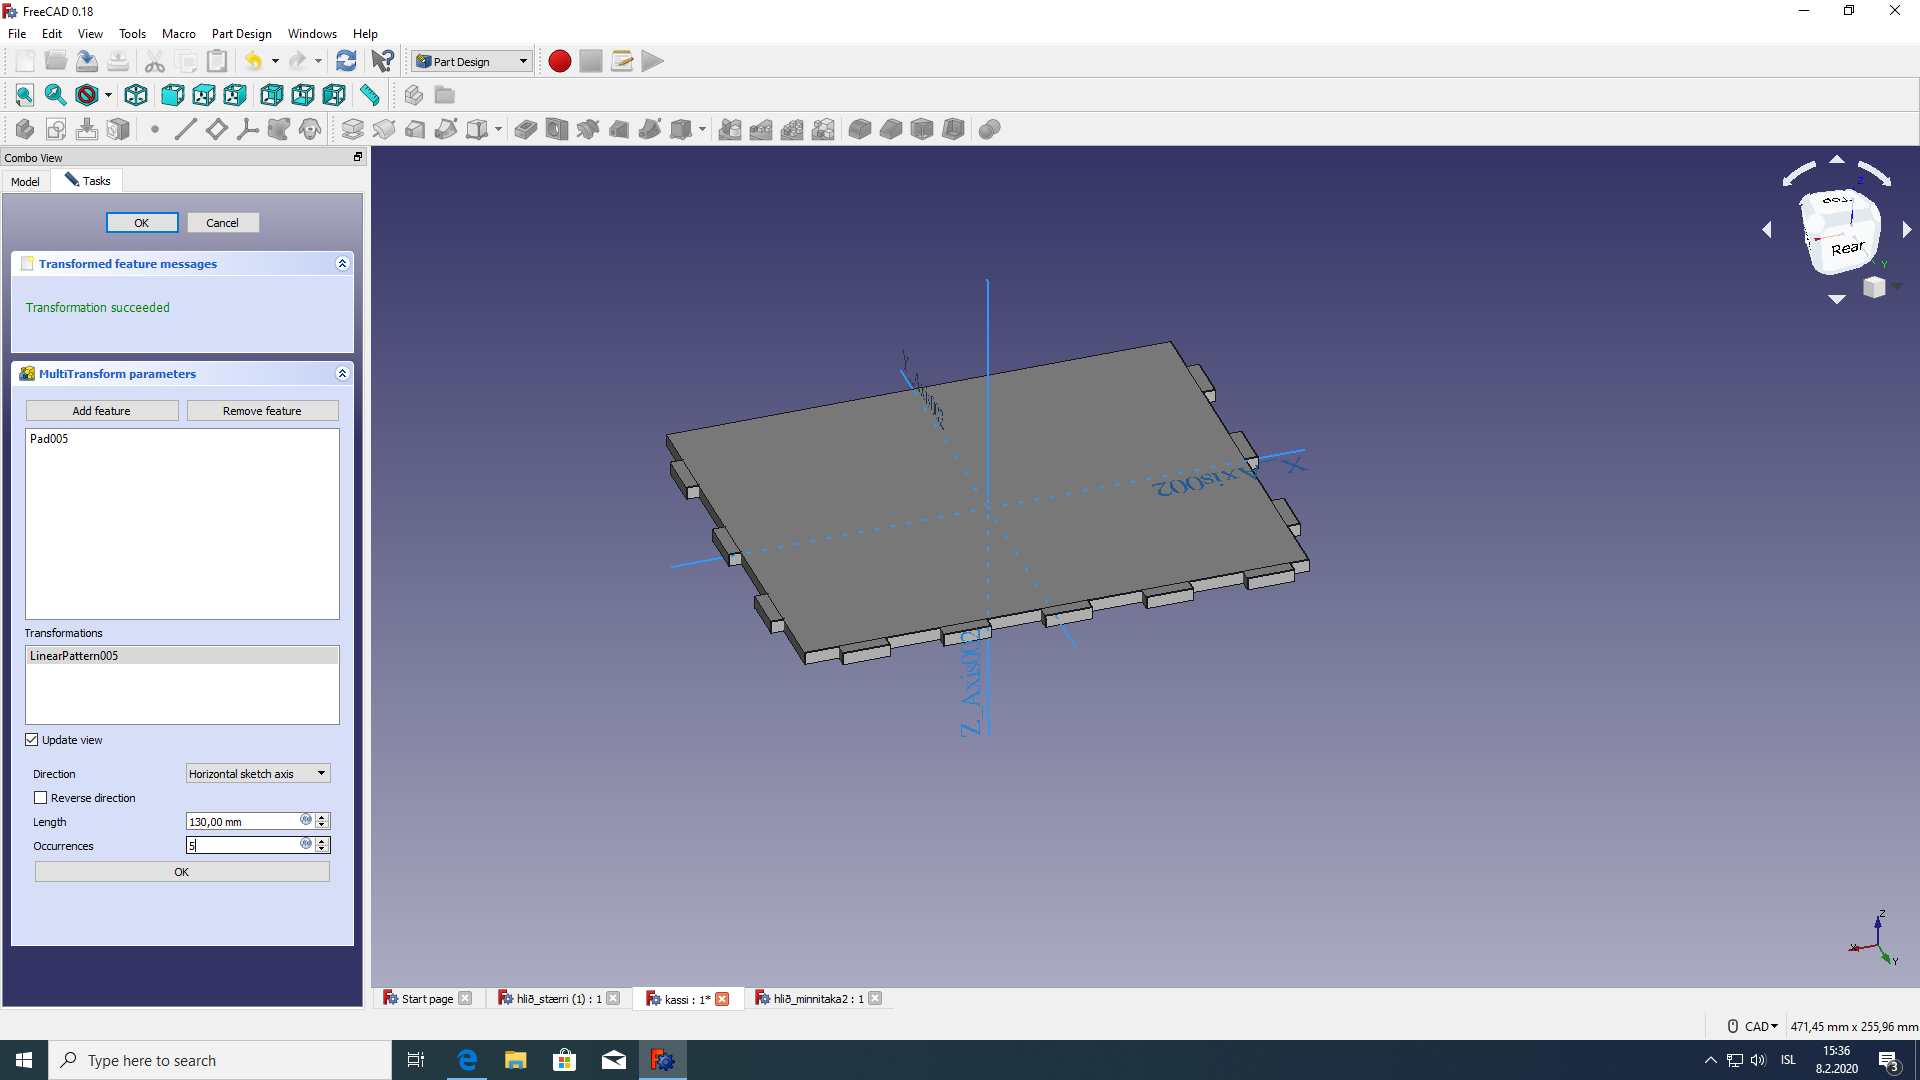 FreeCAD 0.18
File Edit View Tools Macro Part Design Windows Help
Part Design
Combo View
Model Tasks
OK Cancel
Transformed feature messages
Transformation succeeded
MultiTransform parameters
Add feature Remove feature
Pad005
Transformations
LinearPattern005
Update view
Direction Horizontal sketch axis
Reverse direction
Length 130,00 mm
Occurrences 5
OK
Top
Rear
Z
Y
X_Axis002
Z_Axis002
Z
X
Y
Start page hlið_stærri (1) : 1 kassi : 1* hlið_minnitaka2 : 1
CAD 471,45 mm x 255,96 mm
Type here to search
ISL
15:36
8.2.2020
3